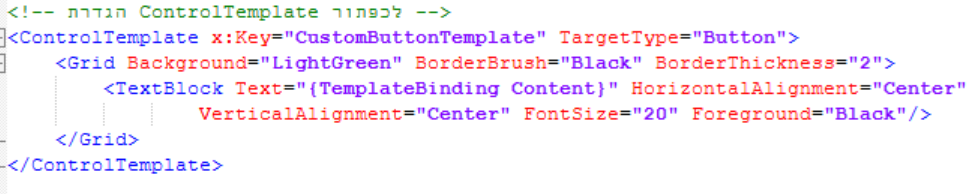 <!-- הגדרת ControlTemplate לכפתור -->
<ControlTemplate x:Key="CustomButtonTemplate" TargetType="Button">
<Grid Background="LightGreen" BorderBrush="Black" BorderThickness="2">
<TextBlock Text="{TemplateBinding Content}" HorizontalAlignment="Center"
VerticalAlignment="Center" FontSize="20" Foreground="Black"/>
</Grid>
</ControlTemplate>